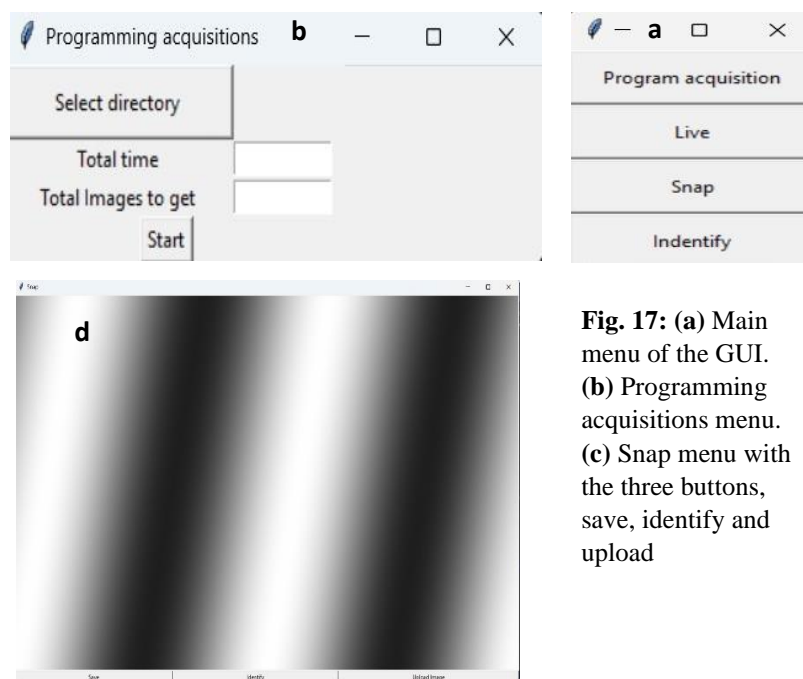 Programming acquisitions
b
Select directory
Total time
Total Images to get
Start
a
Program acquisition
Live
Snap
Indentify
Snap
d
Save
Identify
Upload Image
Fig. 17: (a) Main
menu of the GUI.
(b) Programming
acquisitions menu.
(c) Snap menu with
the three buttons,
save, identify and
upload